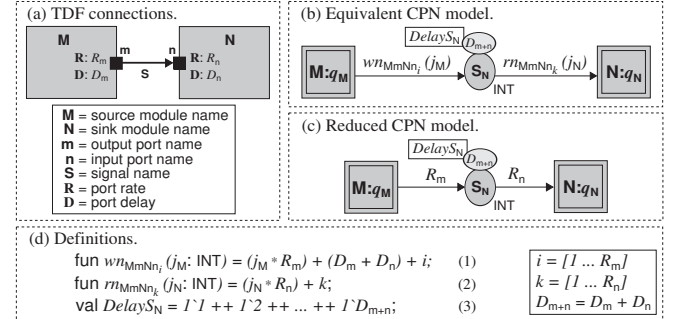 (a) TDF connections.
M
N
m
n
R: Rm
D: Dm
S
R: Rn
D: Dn
M = source module name
N = sink module name
m = output port name
n = input port name
S = signal name
R = port rate
D = port delay
(b) Equivalent CPN model.
DelaySN
Dm+n
M:qM
wnMmNni (jM)
SN
INT
rnMmNnk (jN)
N:qN
(c) Reduced CPN model.
DelaySN
Dm+n
M:qM
Rm
SN
INT
Rn
N:qN
(d) Definitions.
fun wnMmNni (jM: INT) = (jM * Rm) + (Dm + Dn) + i; (1)
fun rnMmNnk (jN: INT) = (jN * Rn) + k; (2)
val DelaySN = 1`1 ++ 1`2 ++ ... ++ 1`Dm+n; (3)
i = [1 ... Rm]
k = [1 ... Rn]
Dm+n = Dm + Dn